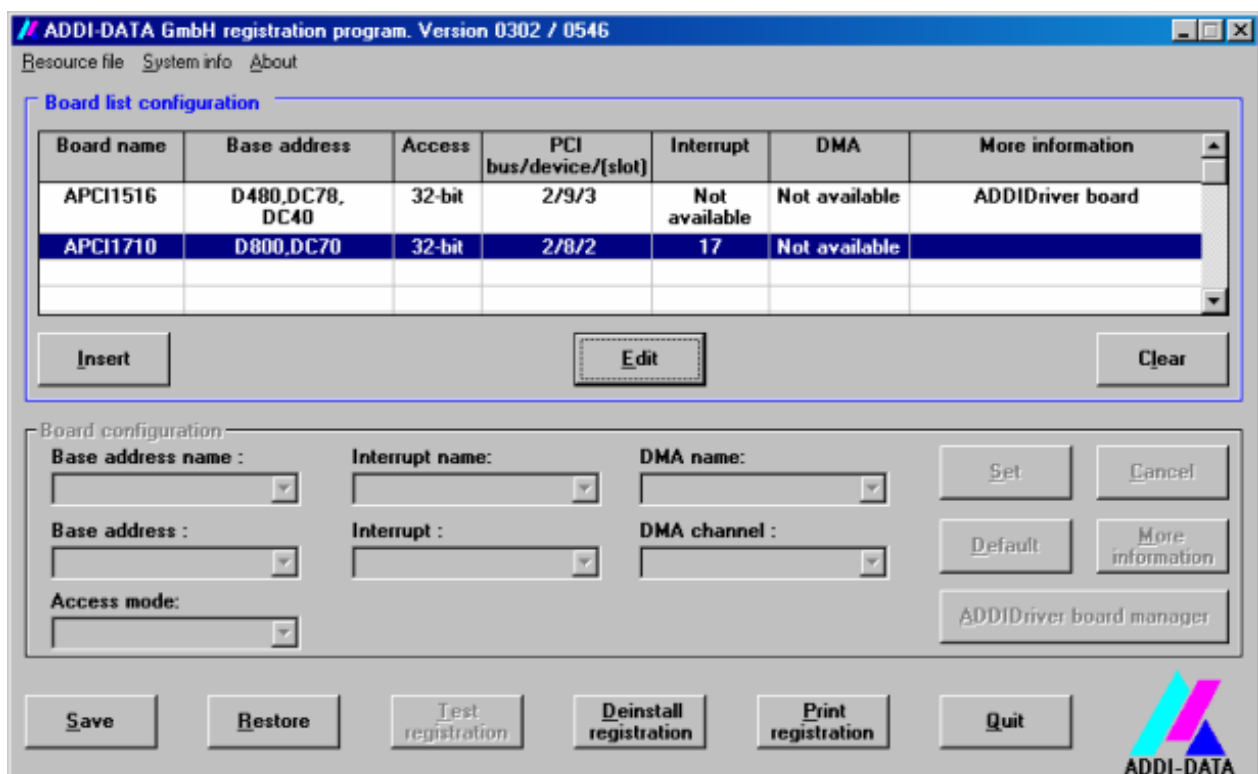 ADDI-DATA GmbH registration program. Version 0302 / 0546
Resource file System info About
Board list configuration
Board name Base address Access PCI bus/device/(slot) Interrupt DMA More information
APCI1516 D480,DC78, DC40 32-bit 2/9/3 Not available Not available ADDIDriver board
APCI1710 D800,DC70 32-bit 2/8/2 17 Not available
Insert Edit Clear
Board configuration
Base address name : Interrupt name: DMA name:
Set Cancel
Base address : Interrupt : DMA channel :
Default More information
Access mode:
ADDIDriver board manager
Save Restore Test registration Deinstall registration Print registration Quit
ADDI-DATA